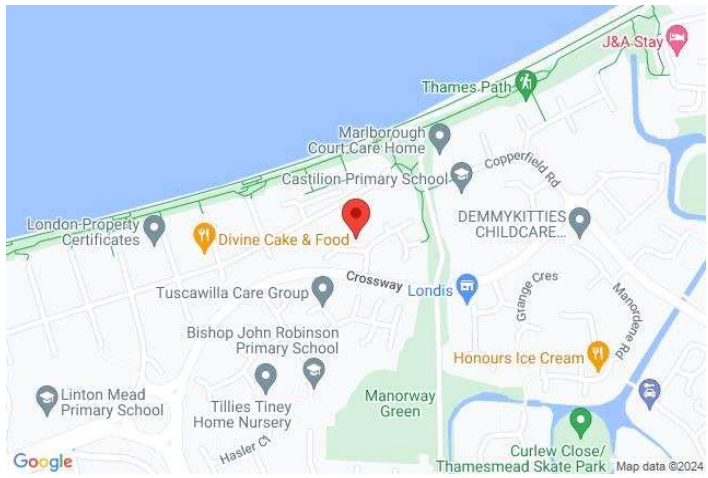 J&A Stay
Thames Path
Marlborough
Court Care Home
Copperfield Rd
Castilion Primary School
London Property
Certificates
DEMMYKITTIES
CHILDCARE...
Divine Cake & Food
Crossway
Tuscawilla Care Group
Londis
Grange Cres
Manordene Rd
Bishop John Robinson
Primary School
Honours Ice Cream
Linton Mead
Primary School
Tillies Tiney
Home Nursery
Manorway
Green
Hasler Cl
Curlew Close/
Thamesmead Skate Park
Google
Map data ©2024